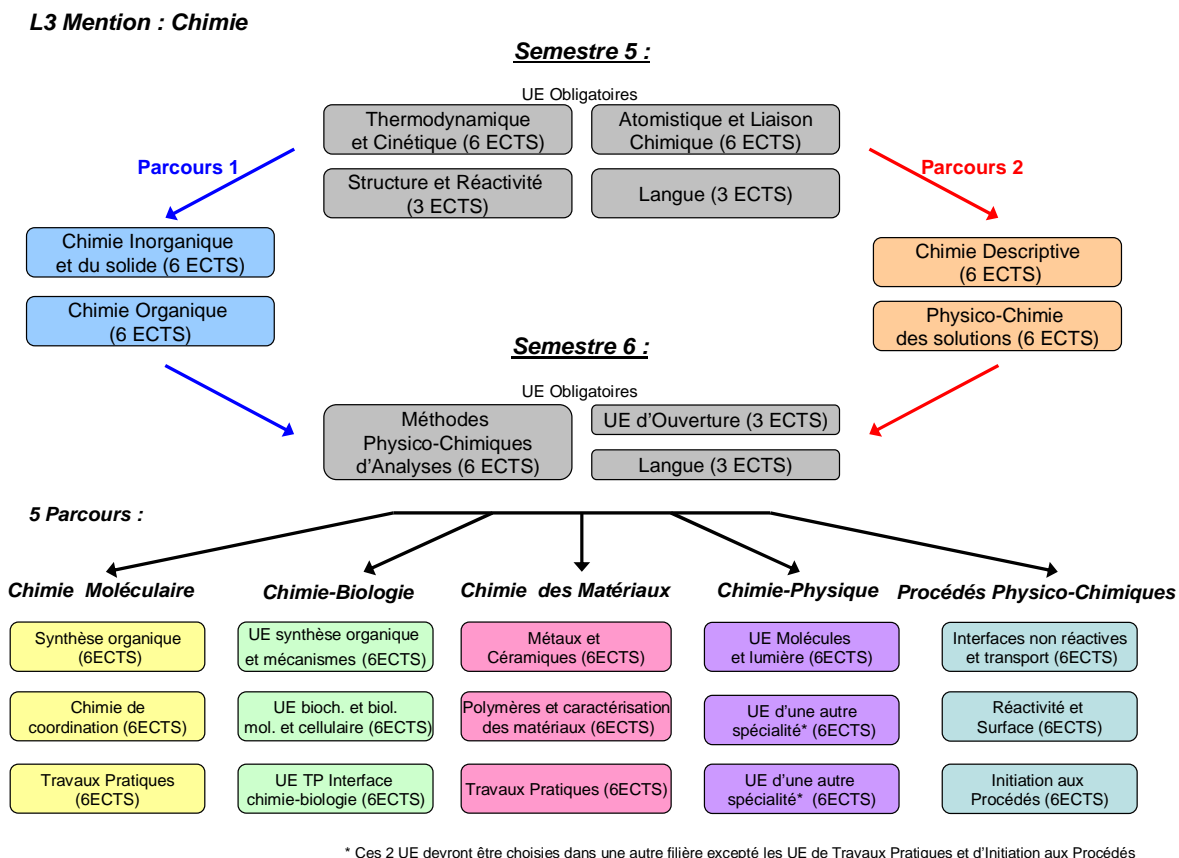 L3 Mention : Chimie
Semestre 5 :
UE Obligatoires
Thermodynamique
et Cinétique (6 ECTS)
Atomistique et Liaison
Chimique (6 ECTS)
Parcours 1
Parcours 2
Structure et Réactivité
(3 ECTS)
Langue (3 ECTS)
Chimie Inorganique
et du solide (6 ECTS)
Chimie Descriptive
(6 ECTS)
Chimie Organique
(6 ECTS)
Physico-Chimie
des solutions (6 ECTS)
Semestre 6 :
UE Obligatoires
Méthodes
Physico-Chimiques
d'Analyses (6 ECTS)
UE d'Ouverture (3 ECTS)
Langue (3 ECTS)
5 Parcours :
Chimie Moléculaire
Chimie-Biologie
Chimie des Matériaux
Chimie-Physique
Procédés Physico-Chimiques
Synthèse organique
(6ECTS)
UE synthèse organique
et mécanismes (6ECTS)
Métaux et
Céramiques (6ECTS)
UE Molécules
et lumière (6ECTS)
Interfaces non réactives
et transport (6ECTS)
Chimie de
coordination (6ECTS)
UE bioch. et biol.
mol. et cellulaire (6ECTS)
Polymères et caractérisation
des matériaux (6ECTS)
UE d'une autre
spécialité* (6ECTS)
Réactivité et
Surface (6ECTS)
Travaux Pratiques
(6ECTS)
UE TP Interface
chimie-biologie (6ECTS)
Travaux Pratiques (6ECTS)
UE d'une autre
spécialité* (6ECTS)
Initiation aux
Procédés (6ECTS)
* Ces 2 UE devront être choisies dans une autre filière excepté les UE de Travaux Pratiques et d'Initiation aux Procédés